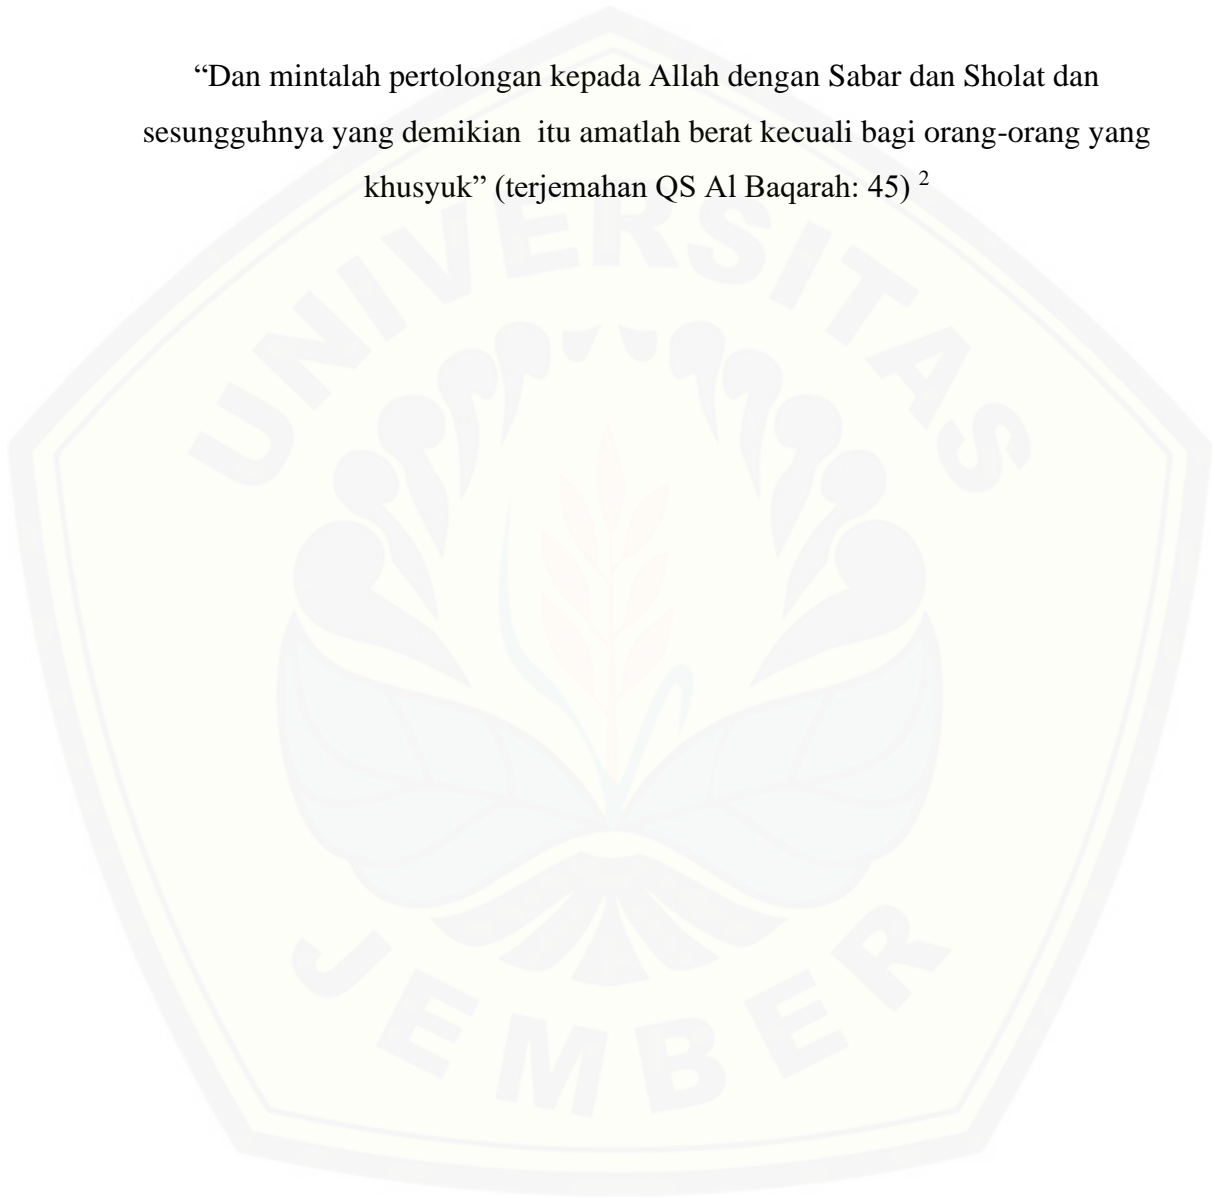 “Dan mintalah pertolongan kepada Allah dengan Sabar dan Sholat dan
sesungguhnya yang demikian  itu amatlah berat kecuali bagi orang-orang yang
khusyuk” (terjemahan QS Al Baqarah: 45) ²
UNIVERSITAS
JEMBER